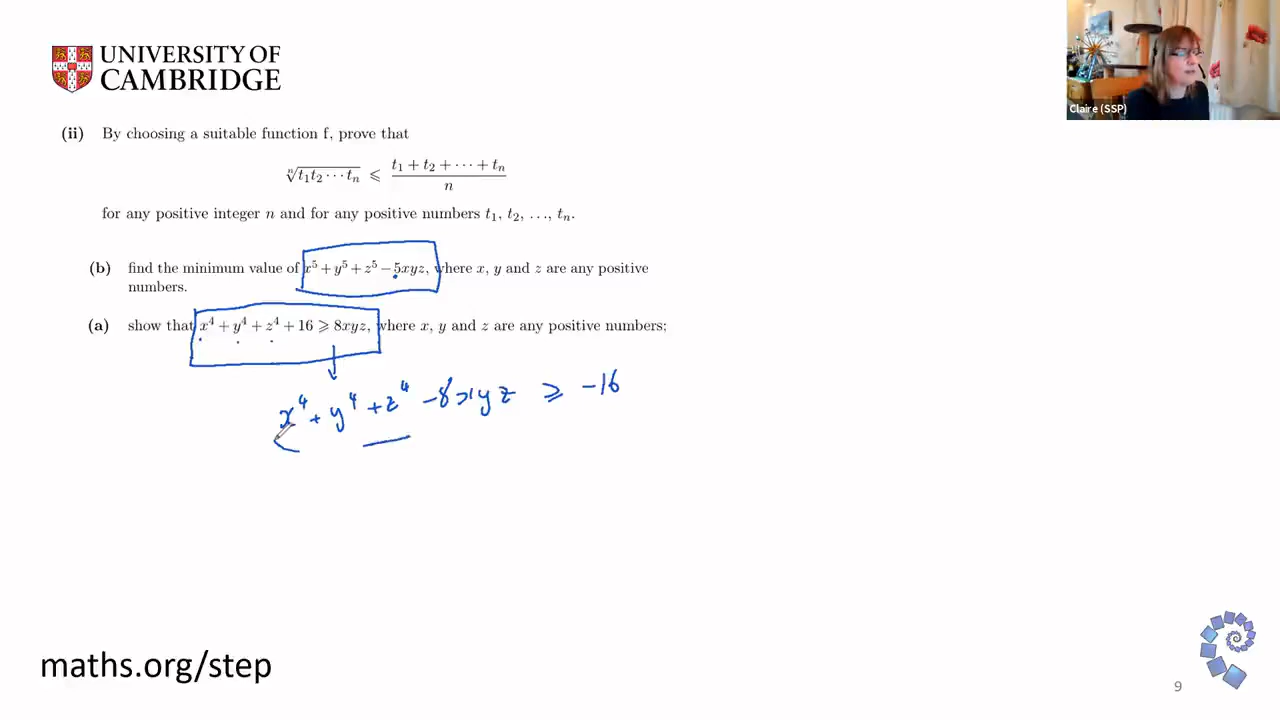 UNIVERSITY OF
CAMBRIDGE
Claire (SSP)
(ii) By choosing a suitable function f, prove that
ⁿ√t₁t₂ ⋯ tₙ ⩽ (t₁ + t₂ + ⋯ + tₙ)/n
for any positive integer n and for any positive numbers t₁, t₂, …, tₙ.
(b) find the minimum value of x⁵ + y⁵ + z⁵ − 5xyz, where x, y and z are any positive
numbers.
(a) show that x⁴ + y⁴ + z⁴ + 16 ⩾ 8xyz, where x, y and z are any positive numbers;
x⁴ + y⁴ + z⁴ − 8xyz ⩾ −16
maths.org/step
9